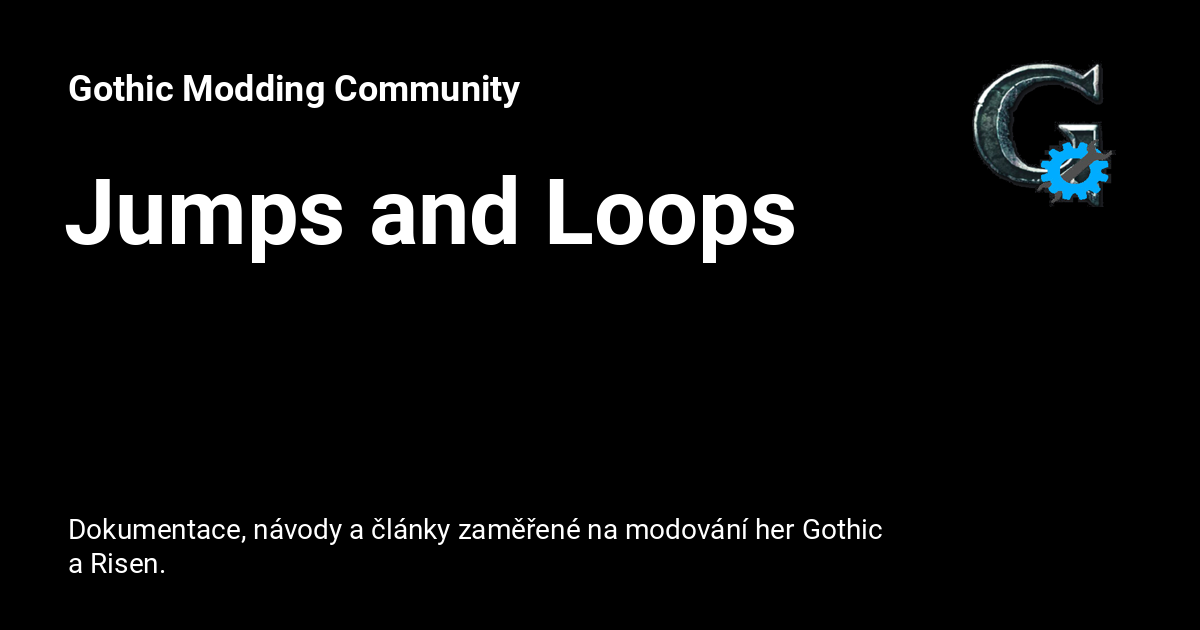 Gothic Modding Community
Jumps and Loops
Dokumentace, návody a články zaměřené na modování her Gothic
a Risen.